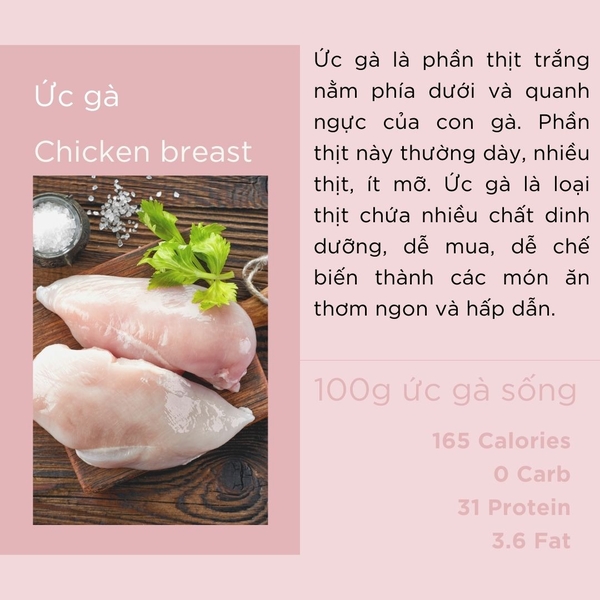 Ức gà
Chicken breast
Ức gà là phần thịt trắng
nằm phía dưới và quanh
ngực của con gà. Phần
thịt này thường dày, nhiều
thịt, ít mỡ. Ức gà là loại
thịt chứa nhiều chất dinh
dưỡng, dễ mua, dễ chế
biến thành các món ăn
thơm ngon và hấp dẫn.
100g ức gà sống
165 Calories
0 Carb
31 Protein
3.6 Fat